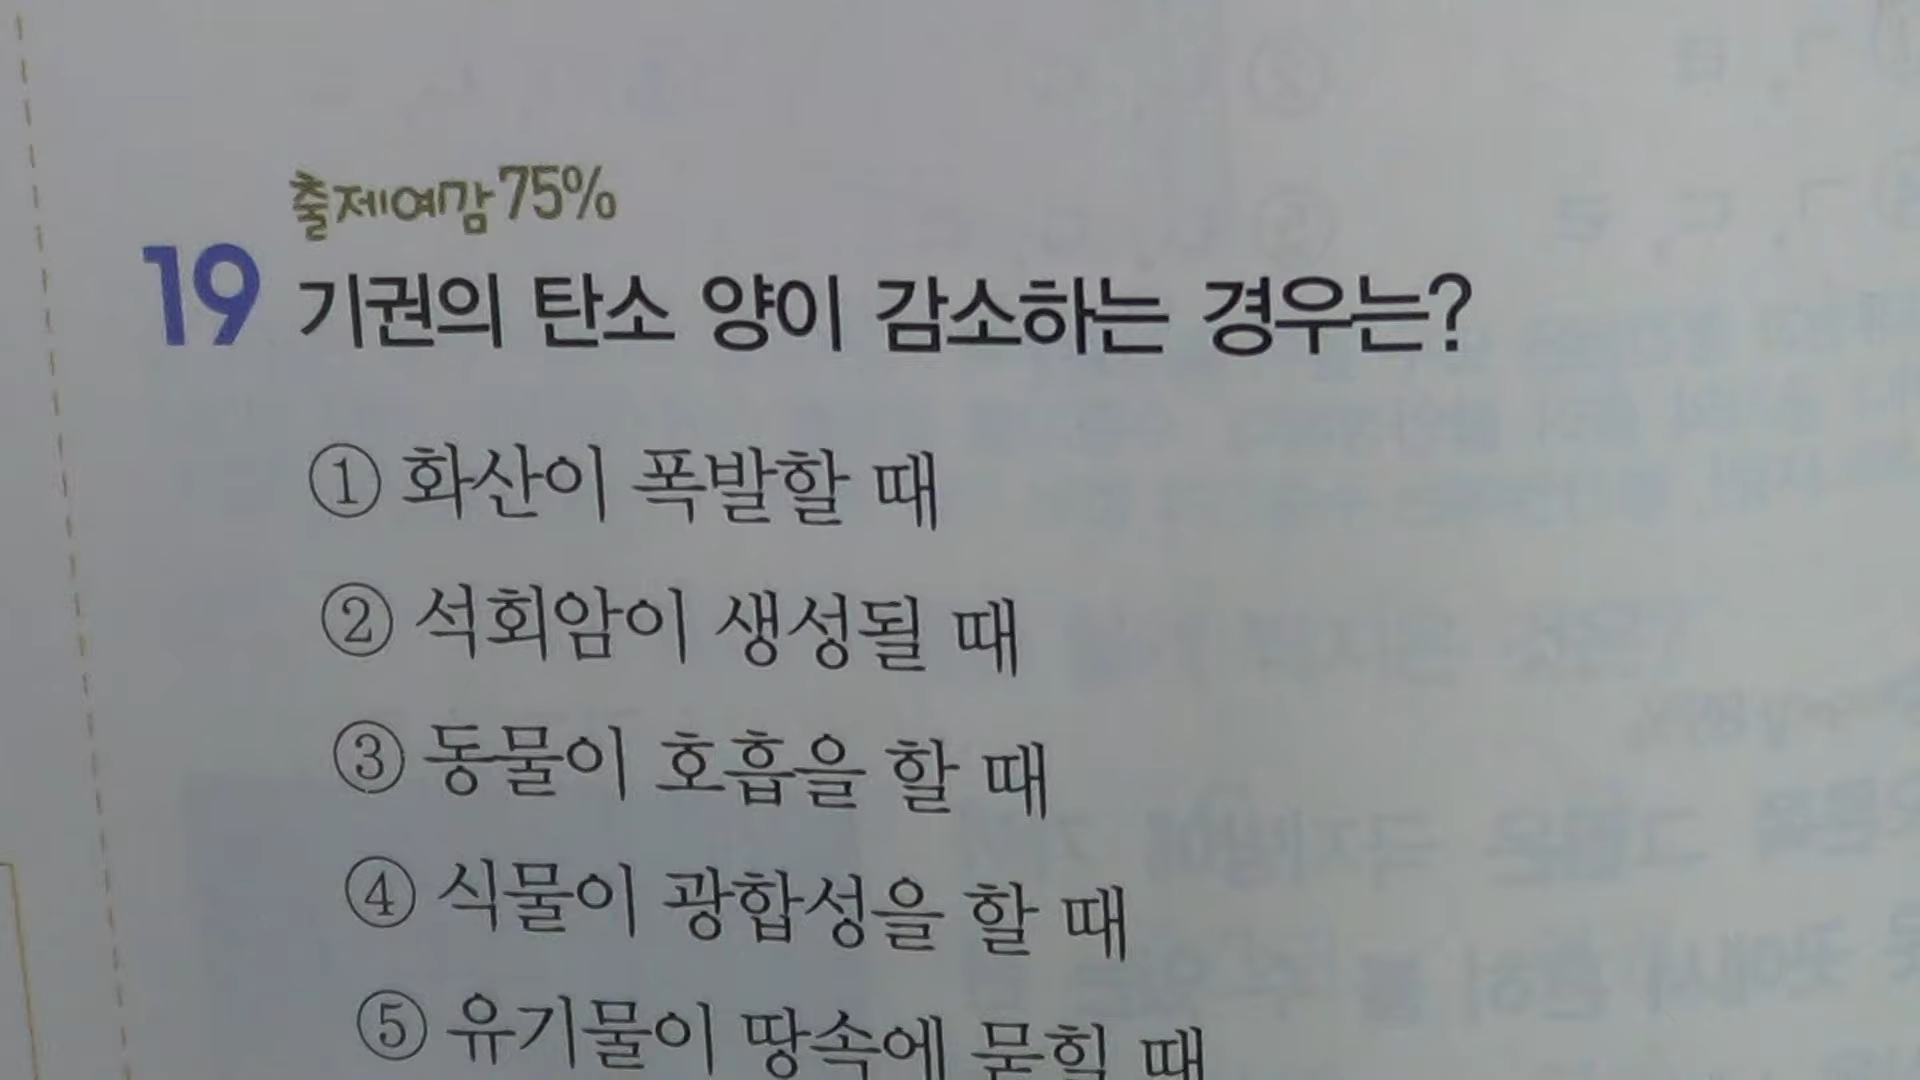 출제예감 75%
19 기권의 탄소 양이 감소하는 경우는?
① 화산이 폭발할 때
② 석회암이 생성될 때
③ 동물이 호흡을 할 때
④ 식물이 광합성을 할 때
⑤ 유기물이 땅속에 묻힐 때